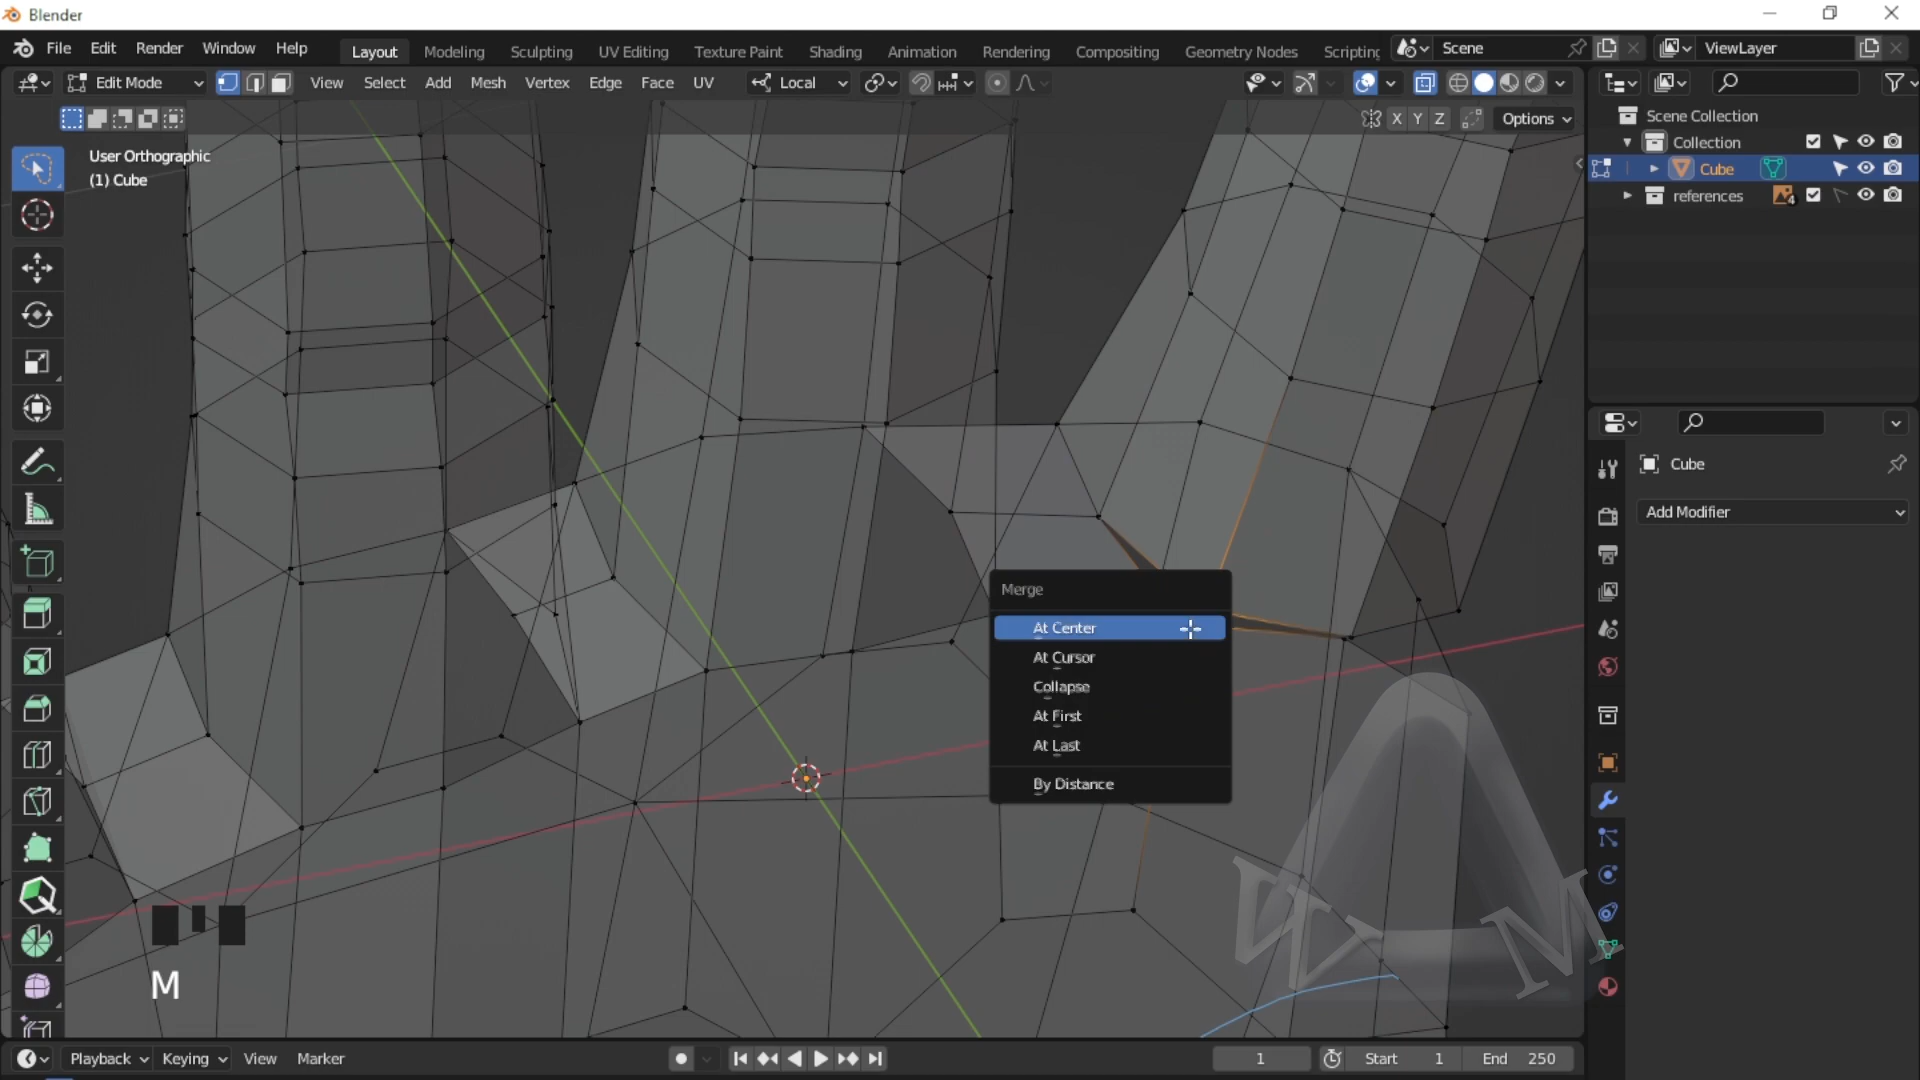 Blender
File Edit Render Window Help Layout Modeling Sculpting UV Editing Texture Paint Shading Animation Rendering Compositing Geometry Nodes Scripting Scene ViewLayer
Edit Mode View Select Add Mesh Vertex Edge Face UV Local
X Y Z Options
User Orthographic
(1) Cube
Scene Collection
Collection
Cube
references 4
Cube
Add Modifier
Merge
At Center
At Cursor
Collapse
At First
At Last
By Distance
M
Playback Keying View Marker 1 Start 1 End 250